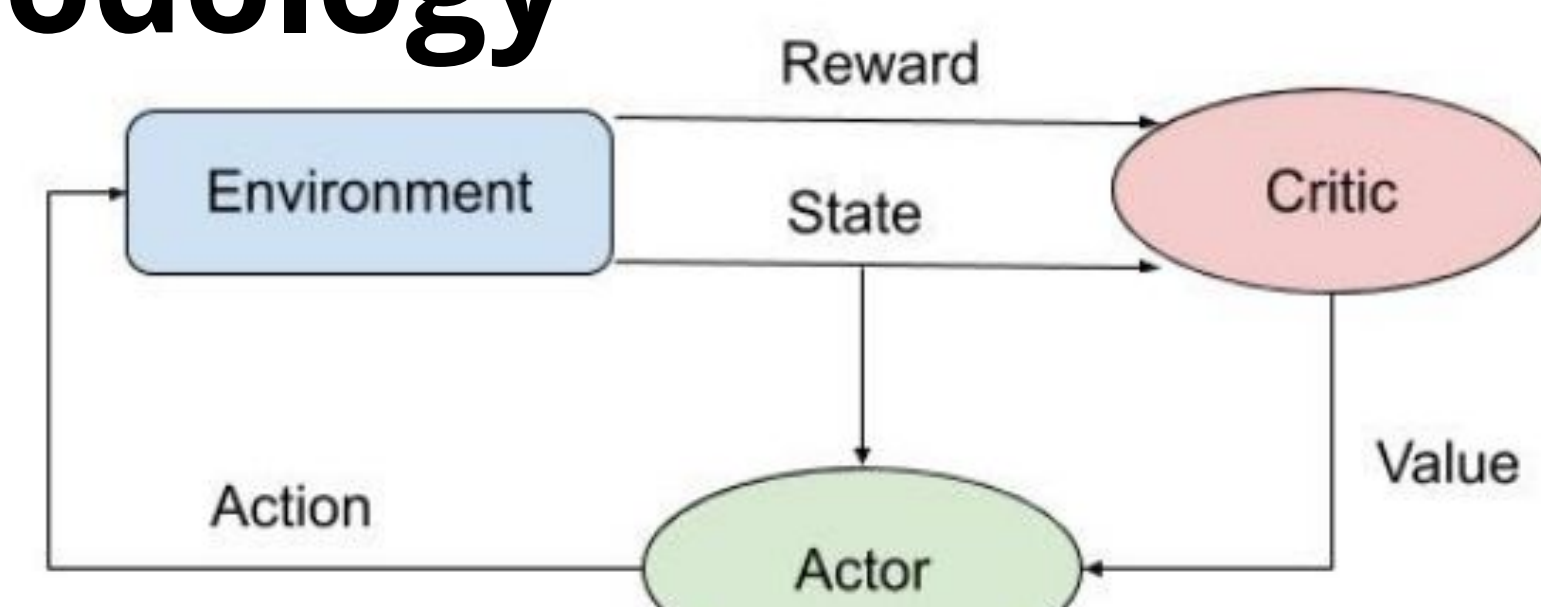 odology
Reward
Environment
State
Critic
Value
Action
Actor